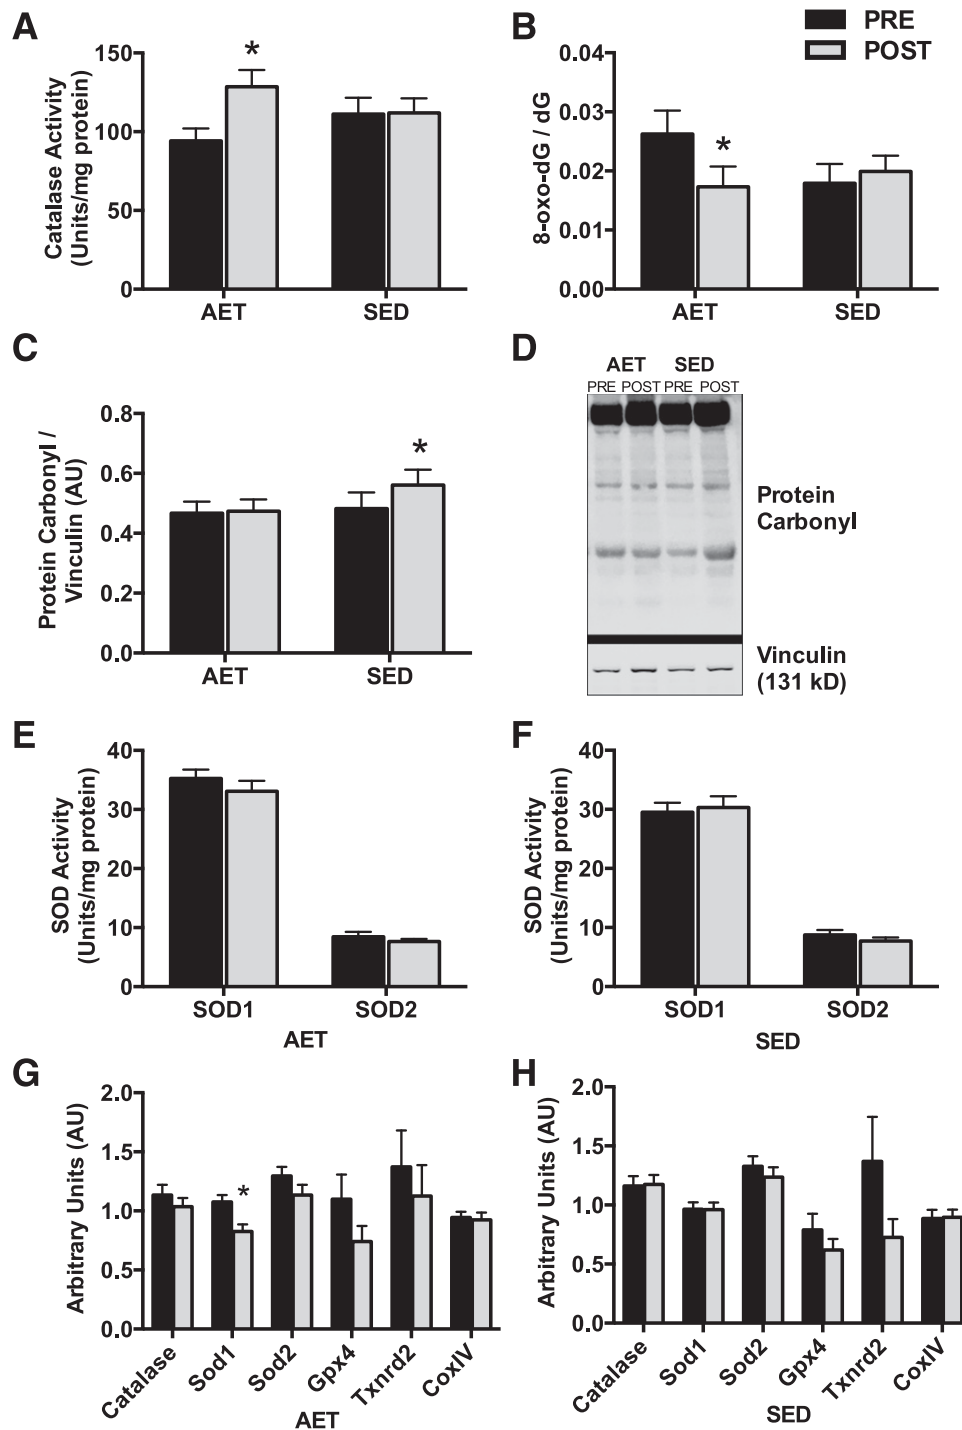 A
Catalase Activity
(Units/mg protein)
150
100
50
0
*
AET
SED
B
PRE
POST
8-oxo-dG / dG
0.04
0.03
0.02
0.01
0.00
*
AET
SED
C
Protein Carbonyl /
Vinculin (AU)
0.8
0.6
0.4
0.2
0.0
*
AET
SED
D
AET SED
PRE POST PRE POST
Protein
Carbonyl
Vinculin
(131 kD)
E
SOD Activity
(Units/mg protein)
40
30
20
10
0
SOD1
SOD2
AET
F
SOD Activity
(Units/mg protein)
40
30
20
10
0
SOD1
SOD2
SED
G
Arbitrary Units (AU)
2.0
1.5
1.0
0.5
0.0
*
Catalase
Sod1
Sod2
Gpx4
Txnrd2
CoxIV
AET
H
Arbitrary Units (AU)
2.0
1.5
1.0
0.5
0.0
Catalase
Sod1
Sod2
Gpx4
Txnrd2
CoxIV
SED